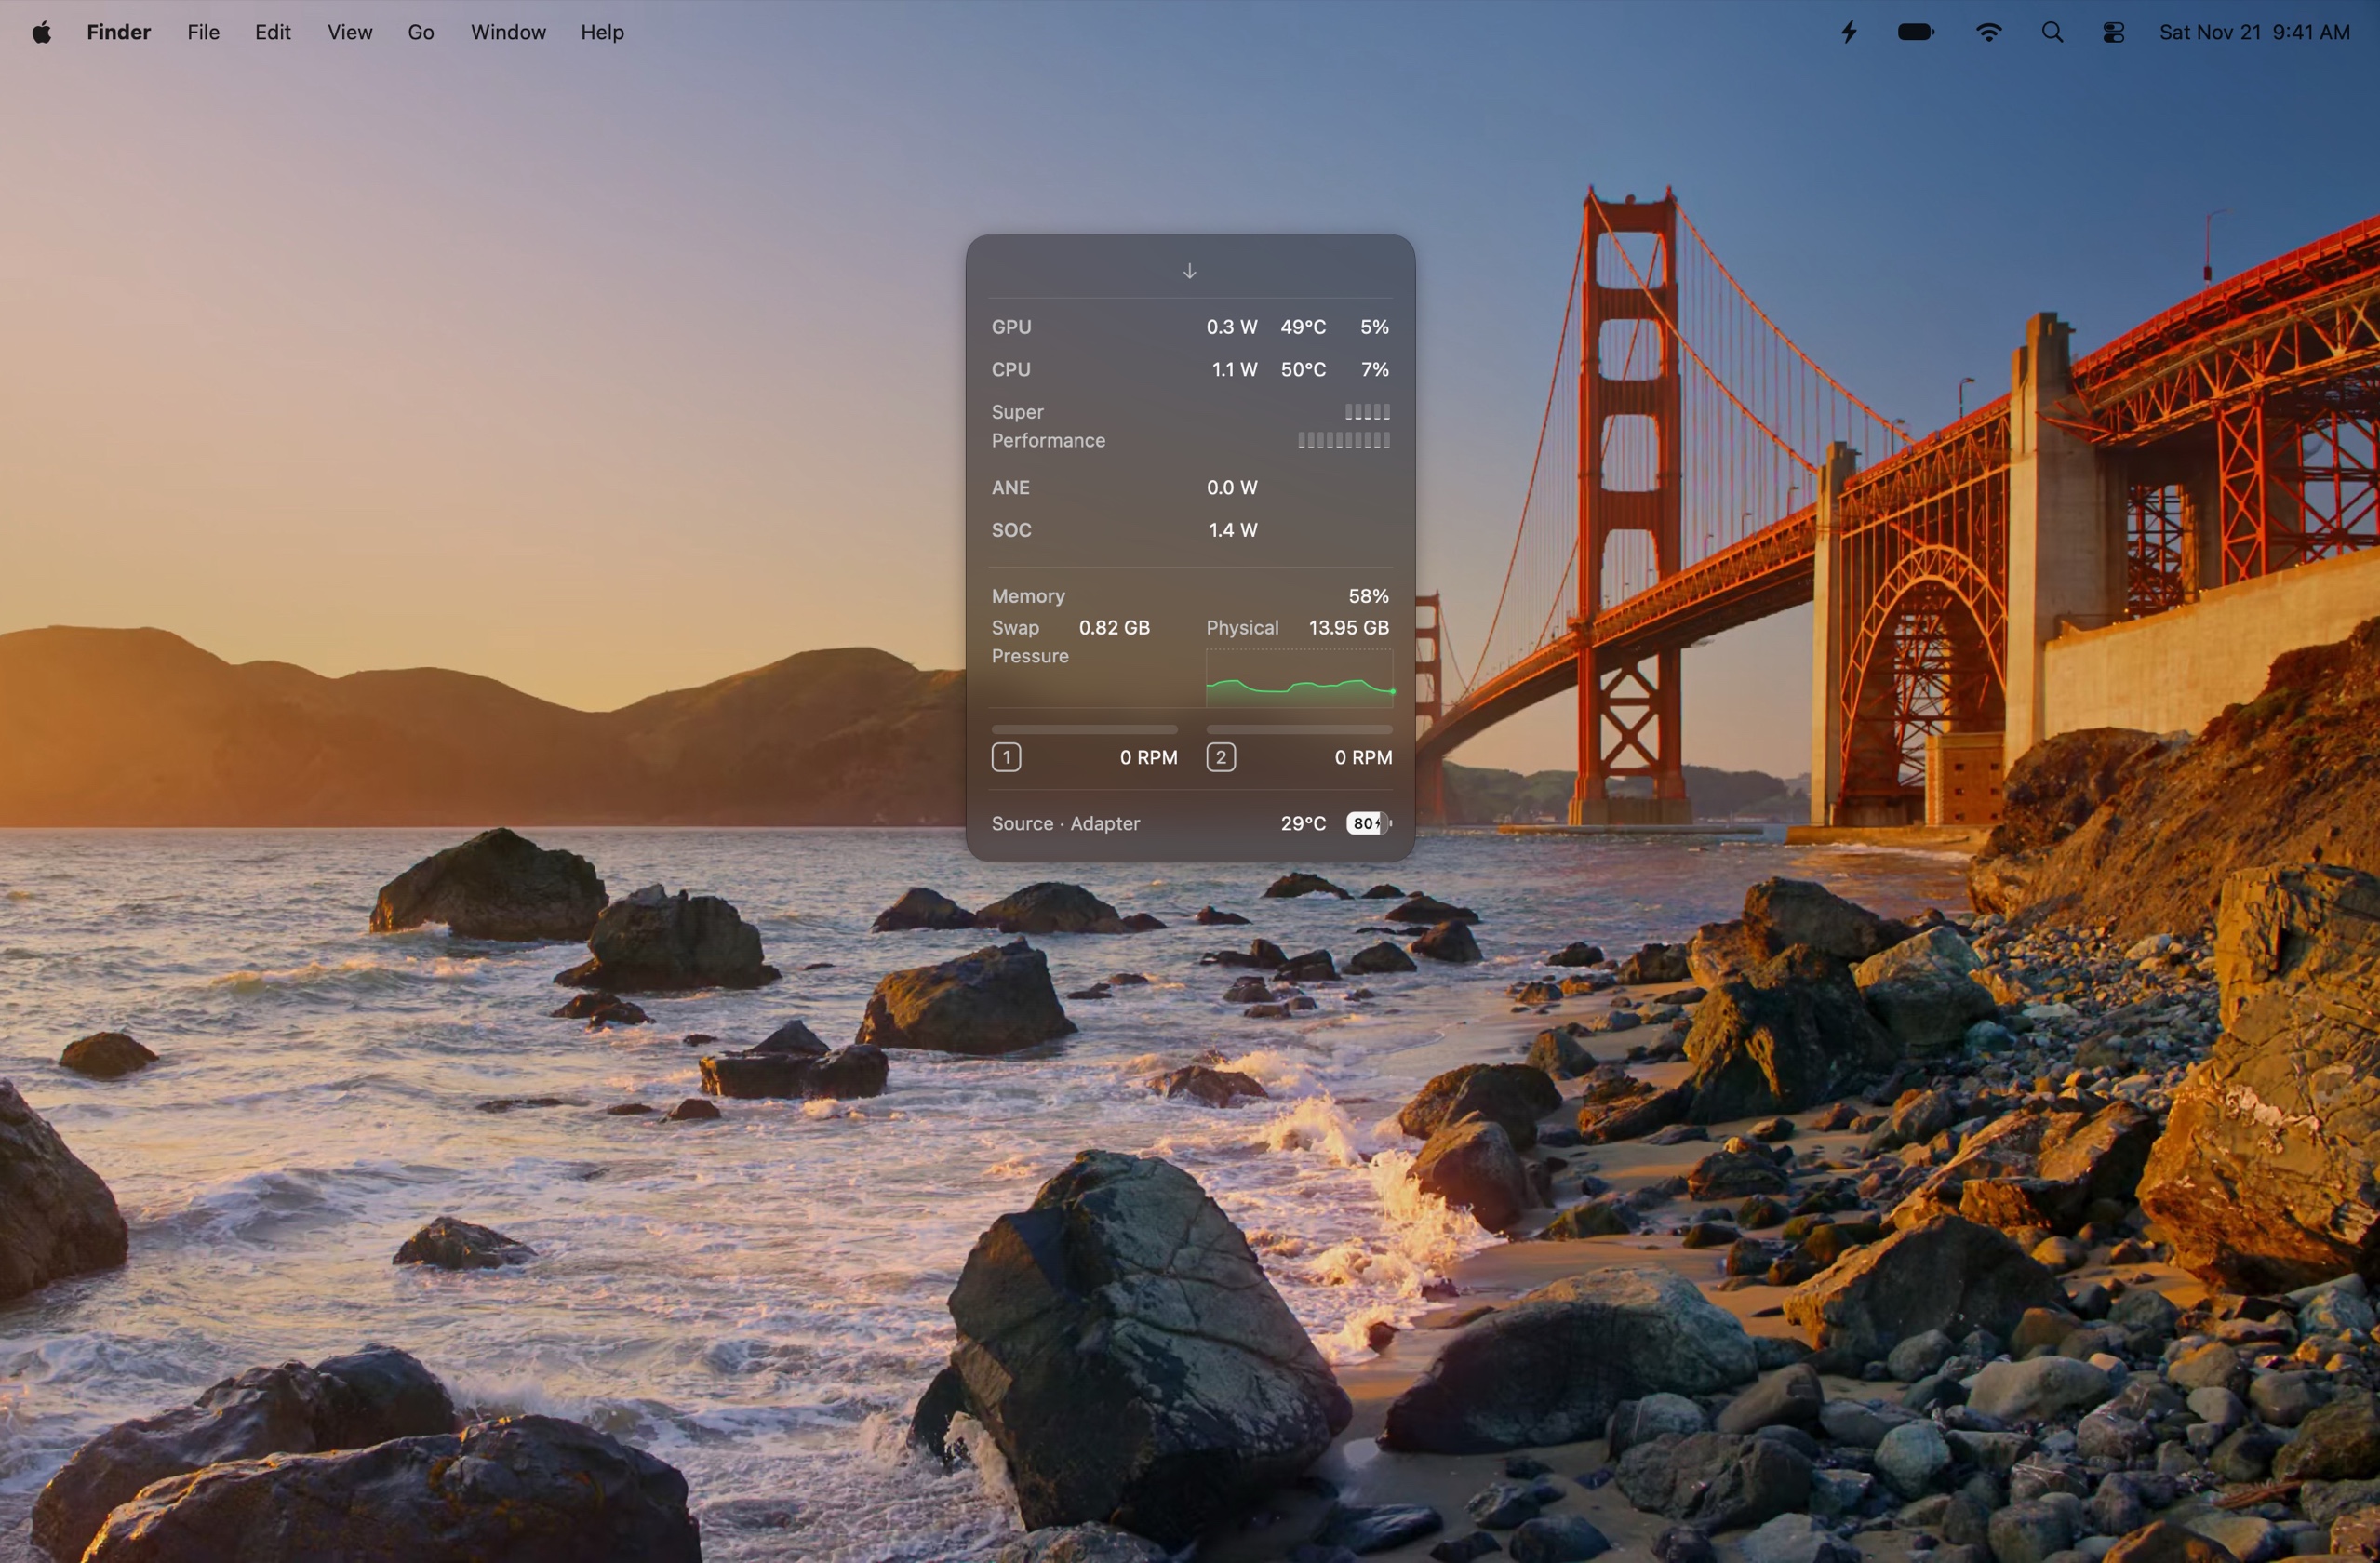 Finder File Edit View Go Window Help Sat Nov 21 9:41 AM
GPU 0.3 W 49°C 5%
CPU 1.1 W 50°C 7%
Super
Performance
ANE 0.0 W
SOC 1.4 W
Memory 58%
Swap 0.82 GB Physical 13.95 GB
Pressure
1 0 RPM 2 0 RPM
Source · Adapter 29°C 80